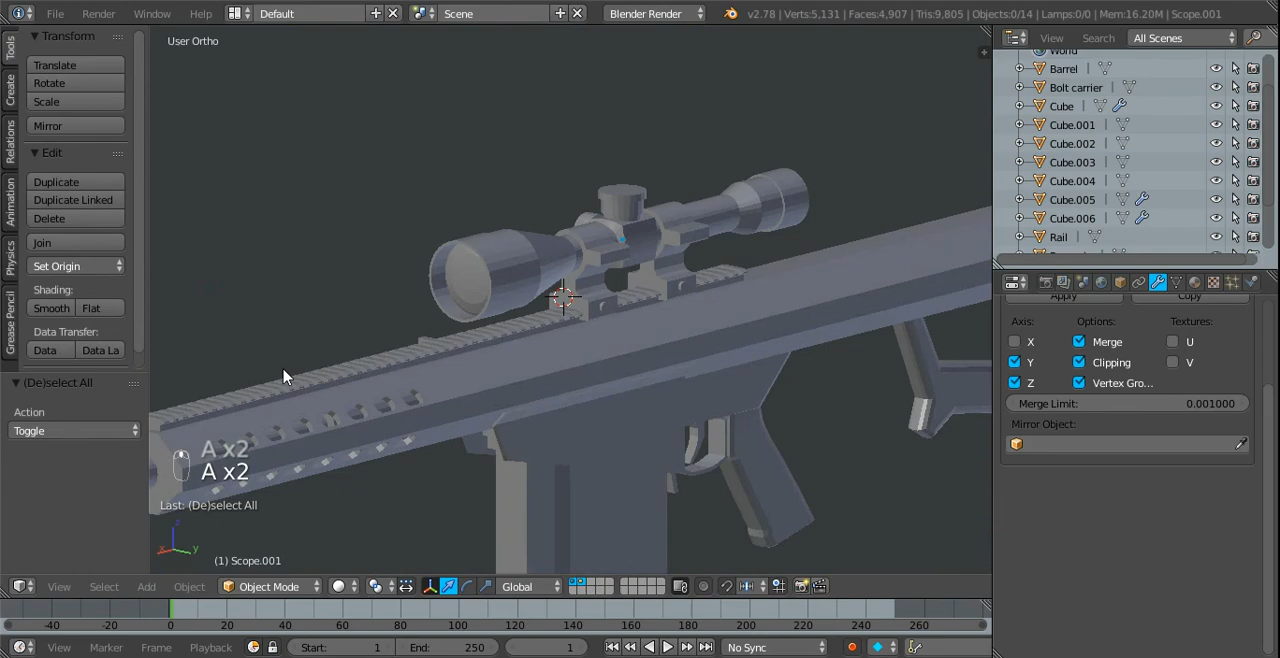 File Render Window Help Default Scene Blender Render v2.78 | Verts:5,131 | Faces:4,907 | Tris:9,805 | Objects:0/14 | Lamps:0/0 | Mem:16.20M | Scope.001
Tools
Create
Relations
Animation
Physics
Grease Pencil
Transform
Translate
Rotate
Scale
Mirror
Edit
Duplicate
Duplicate Linked
Delete
Join
Set Origin
Shading:
Smooth Flat
Data Transfer:
Data Data La
(De)select All
Action
Toggle
User Ortho
A x2
A x2
Last: (De)select All
z
x y
(1) Scope.001
View Search All Scenes
World
Barrel
Bolt carrier
Cube
Cube.001
Cube.002
Cube.003
Cube.004
Cube.005
Cube.006
Rail
Apply Copy
Axis: Options: Textures:
X Merge U
Y Clipping V
Z Vertex Gro...
Merge Limit: 0.001000
Mirror Object:
View Select Add Object Object Mode Global
-40 -20 0 20 40 60 80 100 120 140 160 180 200 220 240 260
View Marker Frame Playback Start: 1 End: 250 1 No Sync